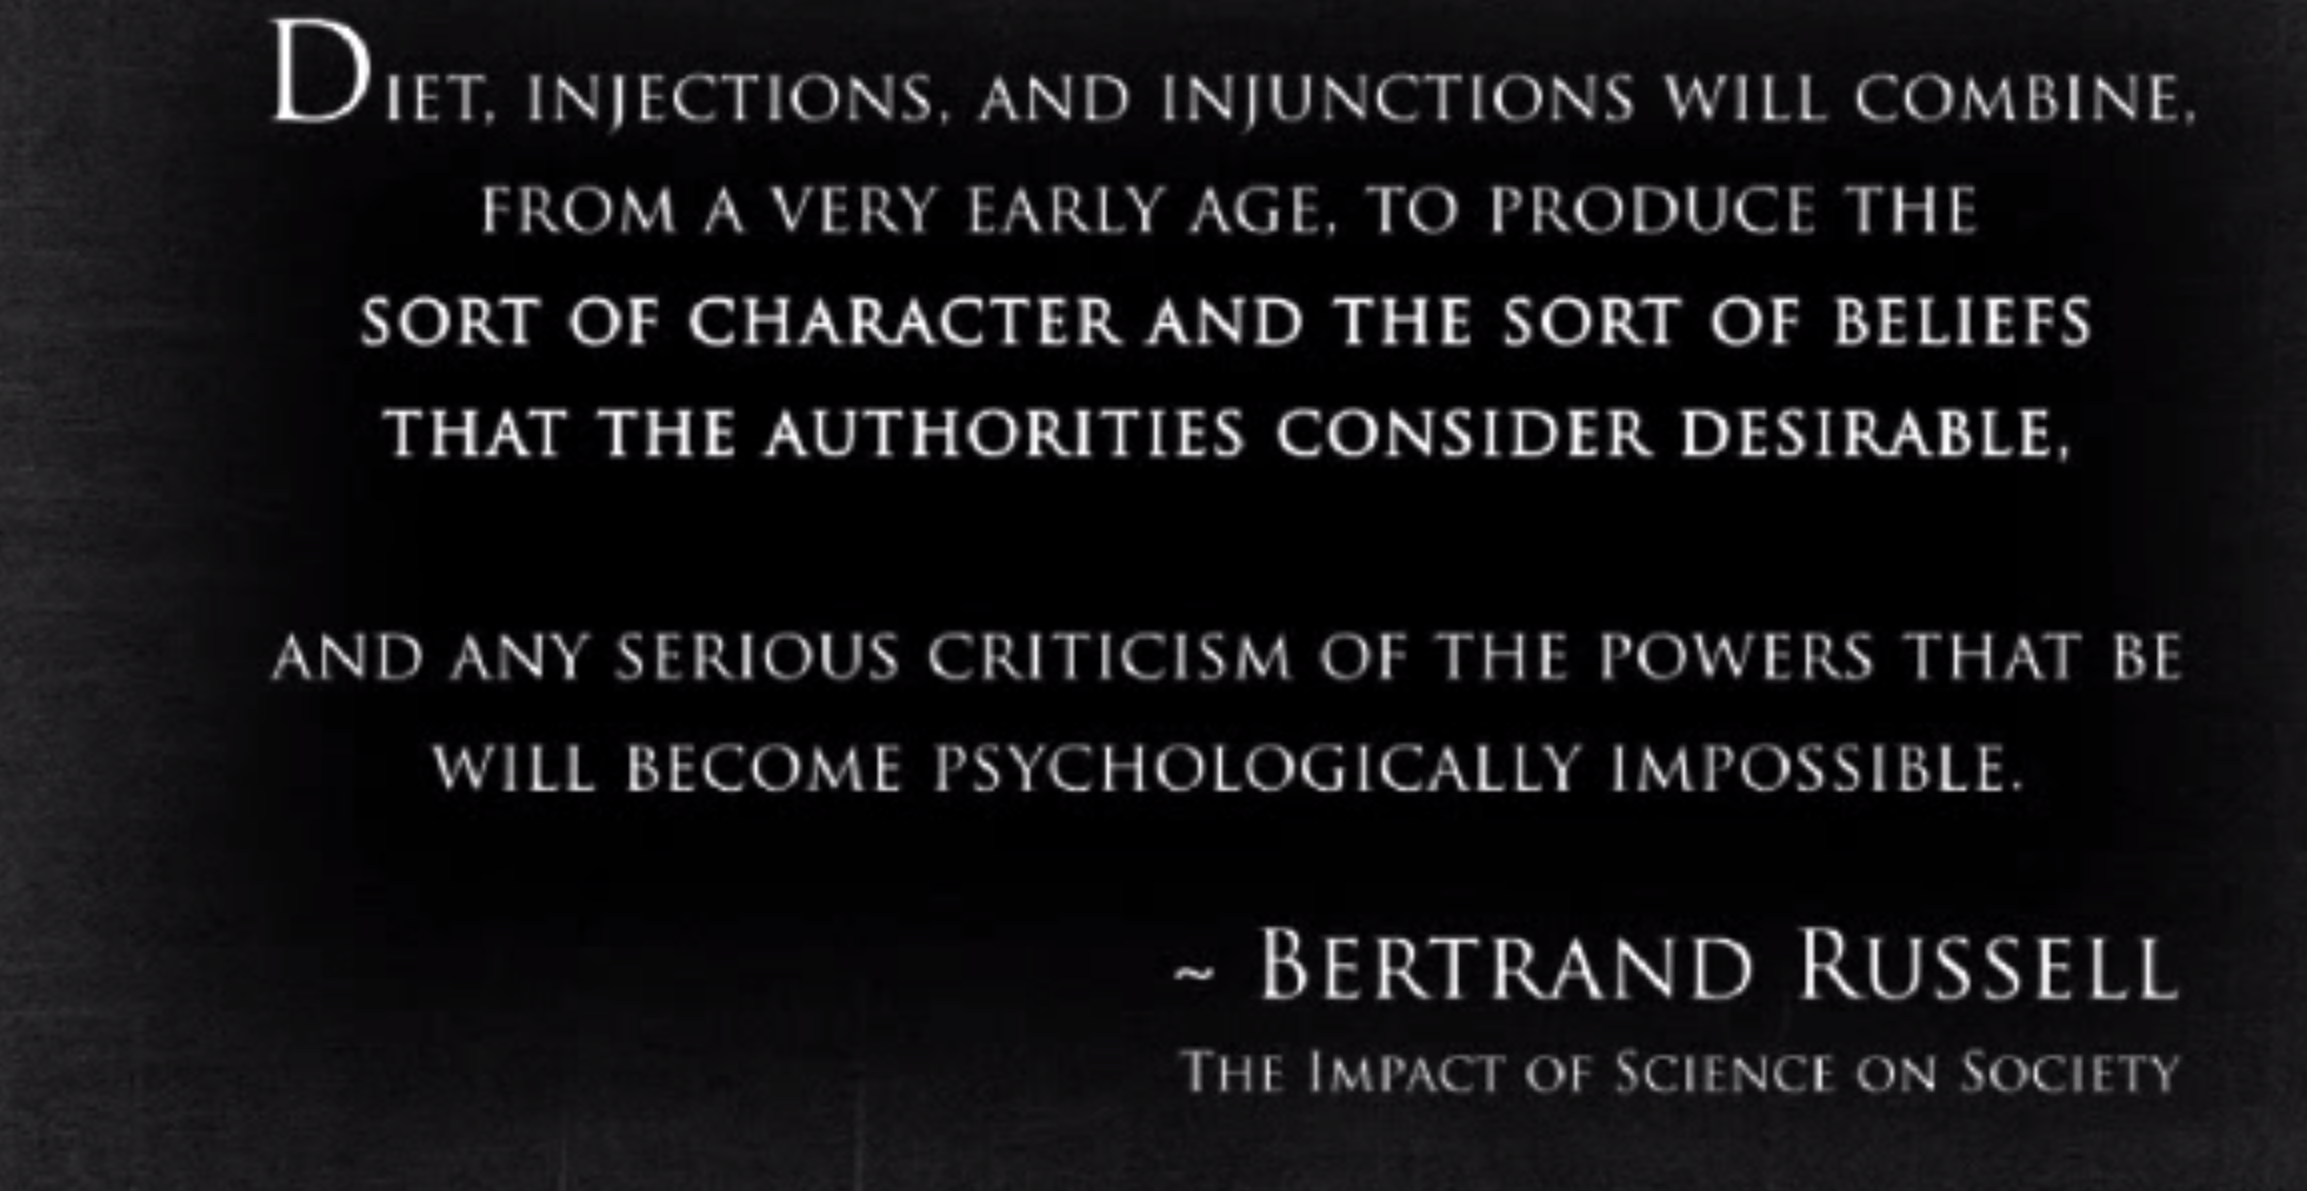 Diet, injections, and injunctions will combine,
from a very early age, to produce the
sort of character and the sort of beliefs
that the authorities consider desirable,
and any serious criticism of the powers that be
will become psychologically impossible.
~ Bertrand Russell
The Impact of Science on Society